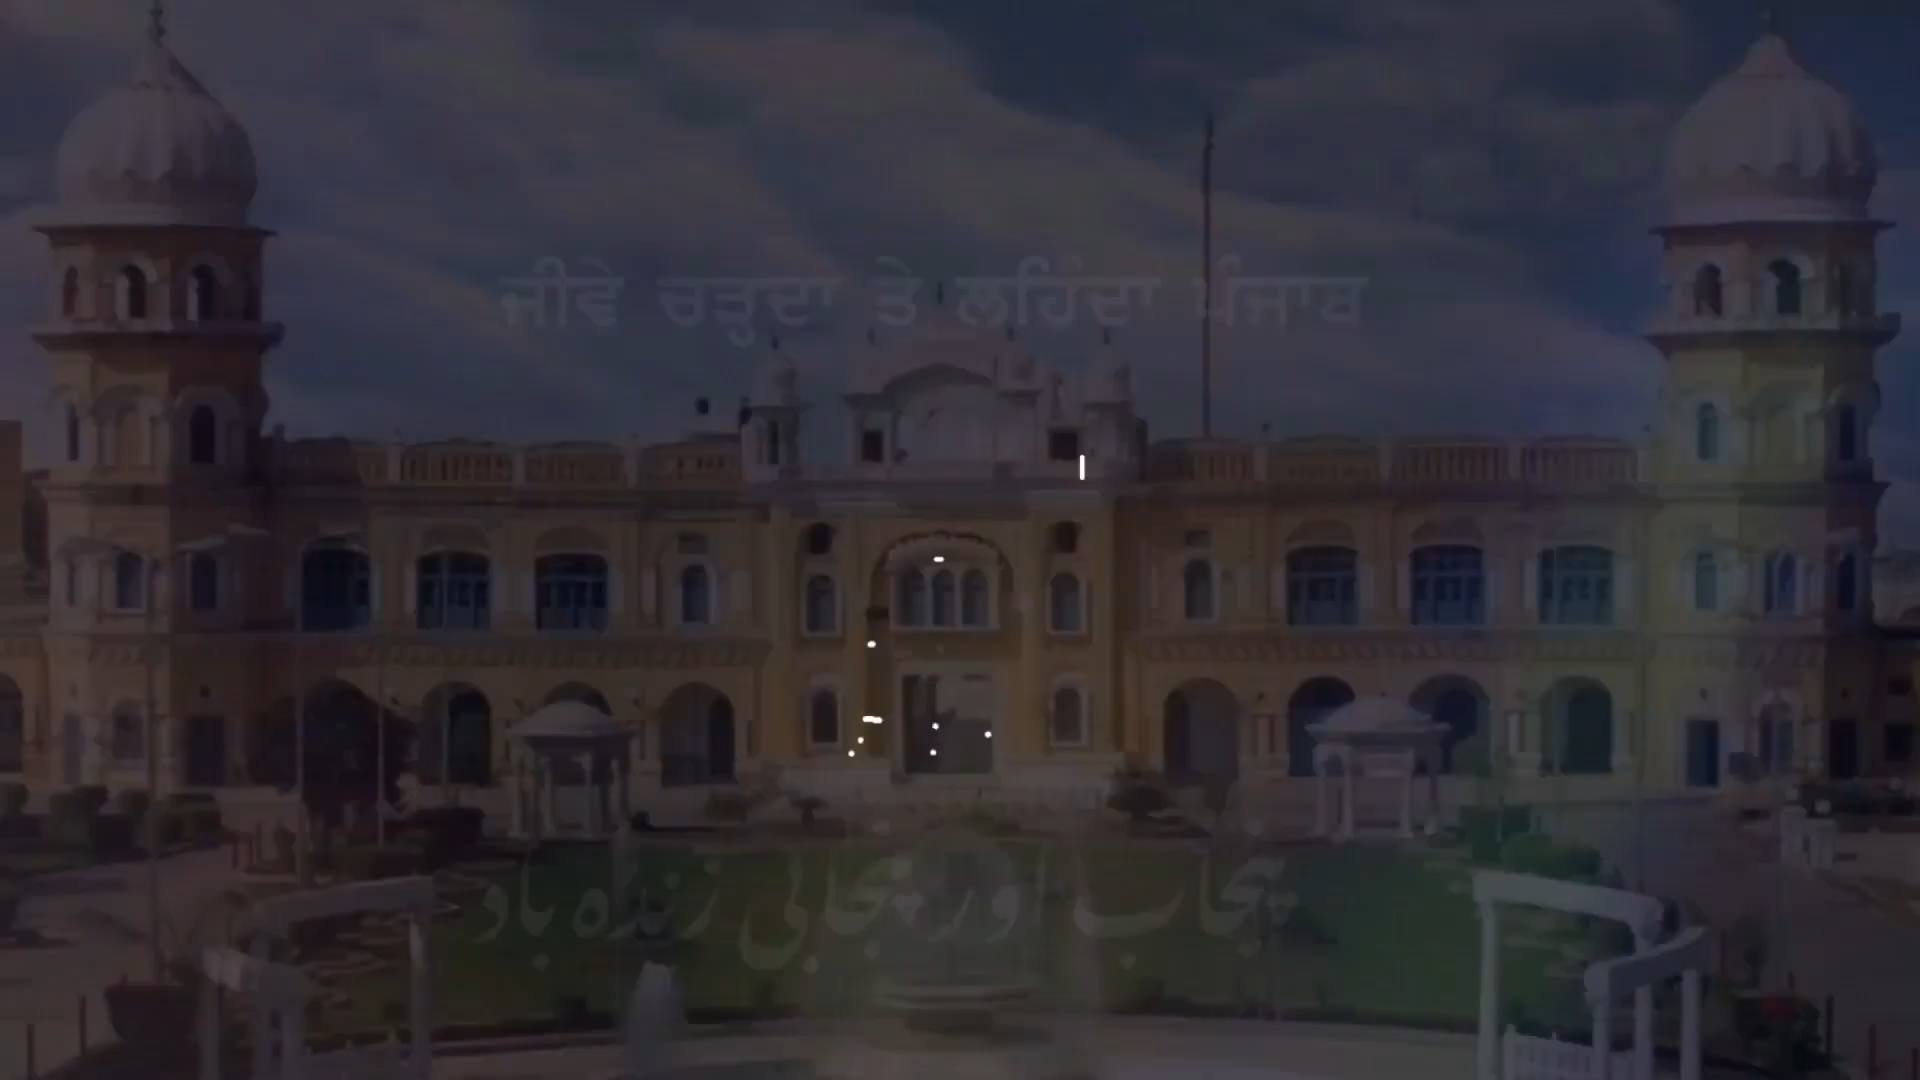 ਜੀਵੇ ਚੜ੍ਹਦਾ ਤੇ ਲਹਿੰਦਾ ਪੰਜਾਬ
پنجاب اور پنجابی زندہ باد